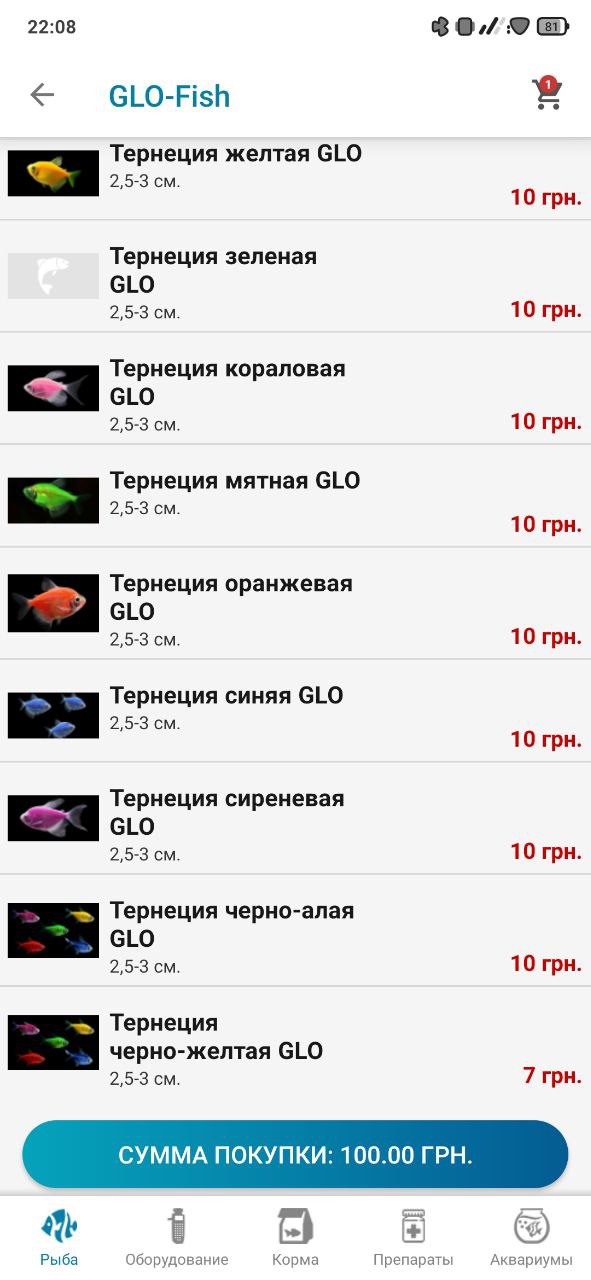 22:08
81
GLO-Fish
1
Тернеция желтая GLO
2,5-3 см.
10 грн.
Тернеция зеленая
GLO
2,5-3 см.
10 грн.
Тернеция кораловая
GLO
2,5-3 см.
10 грн.
Тернеция мятная GLO
2,5-3 см.
10 грн.
Тернеция оранжевая
GLO
2,5-3 см.
10 грн.
Тернеция синяя GLO
2,5-3 см.
10 грн.
Тернеция сиреневая
GLO
2,5-3 см.
10 грн.
Тернеция черно-алая
GLO
2,5-3 см.
10 грн.
Тернеция
черно-желтая GLO
2,5-3 см.
7 грн.
СУММА ПОКУПКИ: 100.00 ГРН.
Рыба Оборудование Корма Препараты Аквариумы